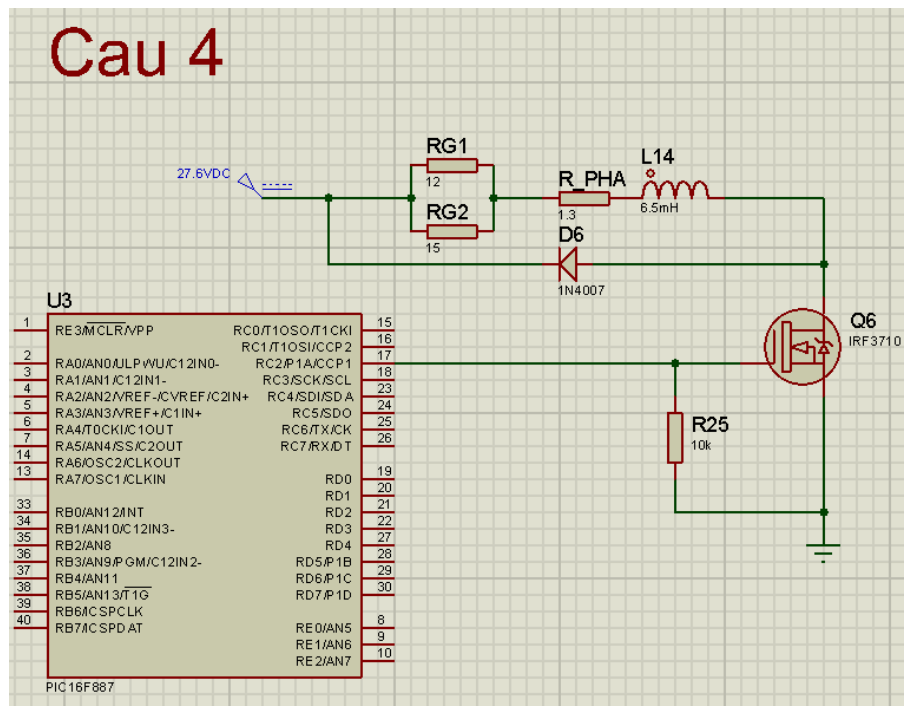 Cau 4
27.6VDC
RG1
12
RG2
15
R_PHA
1.3
L14
6.5mH
D6
1N4007
Q6
IRF3710
R25
10k
U3
1 RE3/MCLR/VPP
2 RA0/AN0/ULPWU/C12IN0-
3 RA1/AN1/C12IN1-
4 RA2/AN2/VREF-/CVREF/C2IN+
5 RA3/AN3/VREF+/C1IN+
6 RA4/T0CKI/C1OUT
7 RA5/AN4/SS/C2OUT
14 RA6/OSC2/CLKOUT
13 RA7/OSC1/CLKIN
33 RB0/AN12/INT
34 RB1/AN10/C12IN3-
35 RB2/AN8
36 RB3/AN9/PGM/C12IN2-
37 RB4/AN11
38 RB5/AN13/T1G
39 RB6/ICSPCLK
40 RB7/ICSPDAT
RC0/T1OSO/T1CKI 15
RC1/T1OSI/CCP2 16
RC2/P1A/CCP1 17
RC3/SCK/SCL 18
RC4/SDI/SDA 23
RC5/SDO 24
RC6/TX/CK 25
RC7/RX/DT 26
RD0 19
RD1 20
RD2 21
RD3 22
RD4 27
RD5/P1B 28
RD6/P1C 29
RD7/P1D 30
RE0/AN5 8
RE1/AN6 9
RE2/AN7 10
PIC16F887